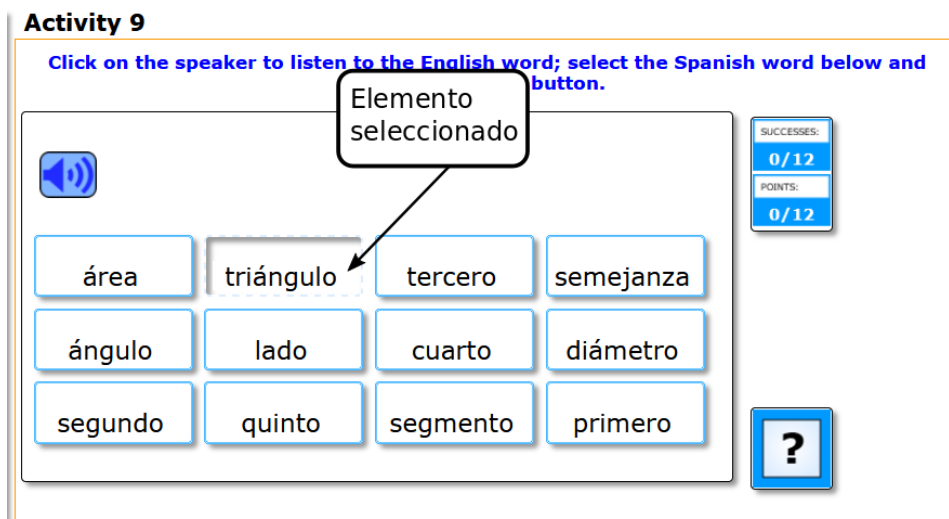 Activity 9
Click on the speaker to listen to the English word; select the Spanish word below and
button.
Elemento
seleccionado
SUCCESSES:
0/12
POINTS:
0/12
área triángulo tercero semejanza
ángulo lado cuarto diámetro
segundo quinto segmento primero
?